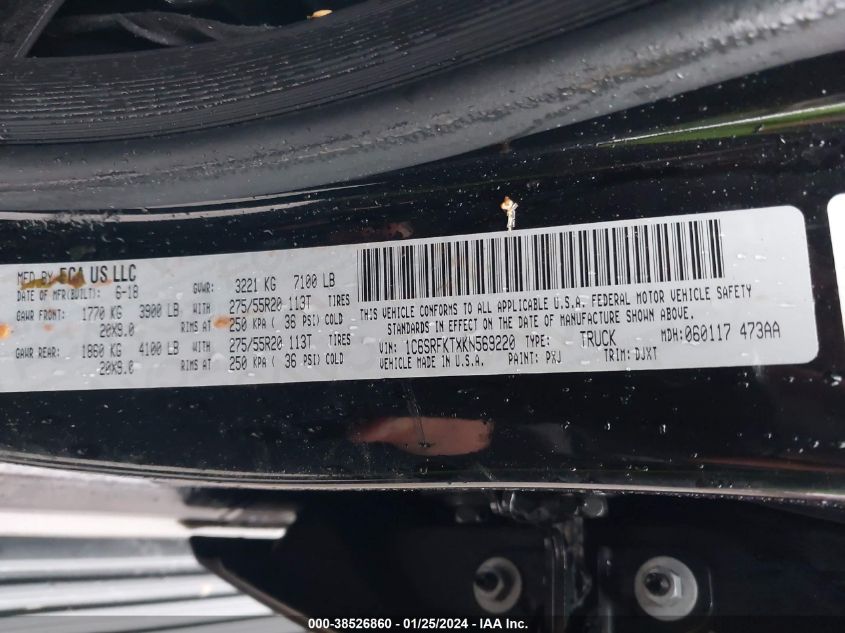 MFD BY FCA US LLC
DATE OF MFR(BUILT): 6-18 GVWR: 3221 KG 7100 LB
GAWR FRONT: 1770 KG 3900 LB WITH 275/55R20 113T TIRES
20X9.0 RIMS AT 250 KPA ( 36 PSI) COLD
GAWR REAR: 1860 KG 4100 LB WITH 275/55R20 113T TIRES
20X9.0 RIMS AT 250 KPA ( 36 PSI) COLD
THIS VEHICLE CONFORMS TO ALL APPLICABLE U.S.A. FEDERAL MOTOR VEHICLE SAFETY
STANDARDS IN EFFECT ON THE DATE OF MANUFACTURE SHOWN ABOVE.
VIN: 1C6SRFKTXKN569220 TYPE: TRUCK MDH: 060117 473AA
VEHICLE MADE IN U.S.A. PAINT: PXJ TRIM: DJXT
000-38526860 - 01/25/2024 - IAA Inc.